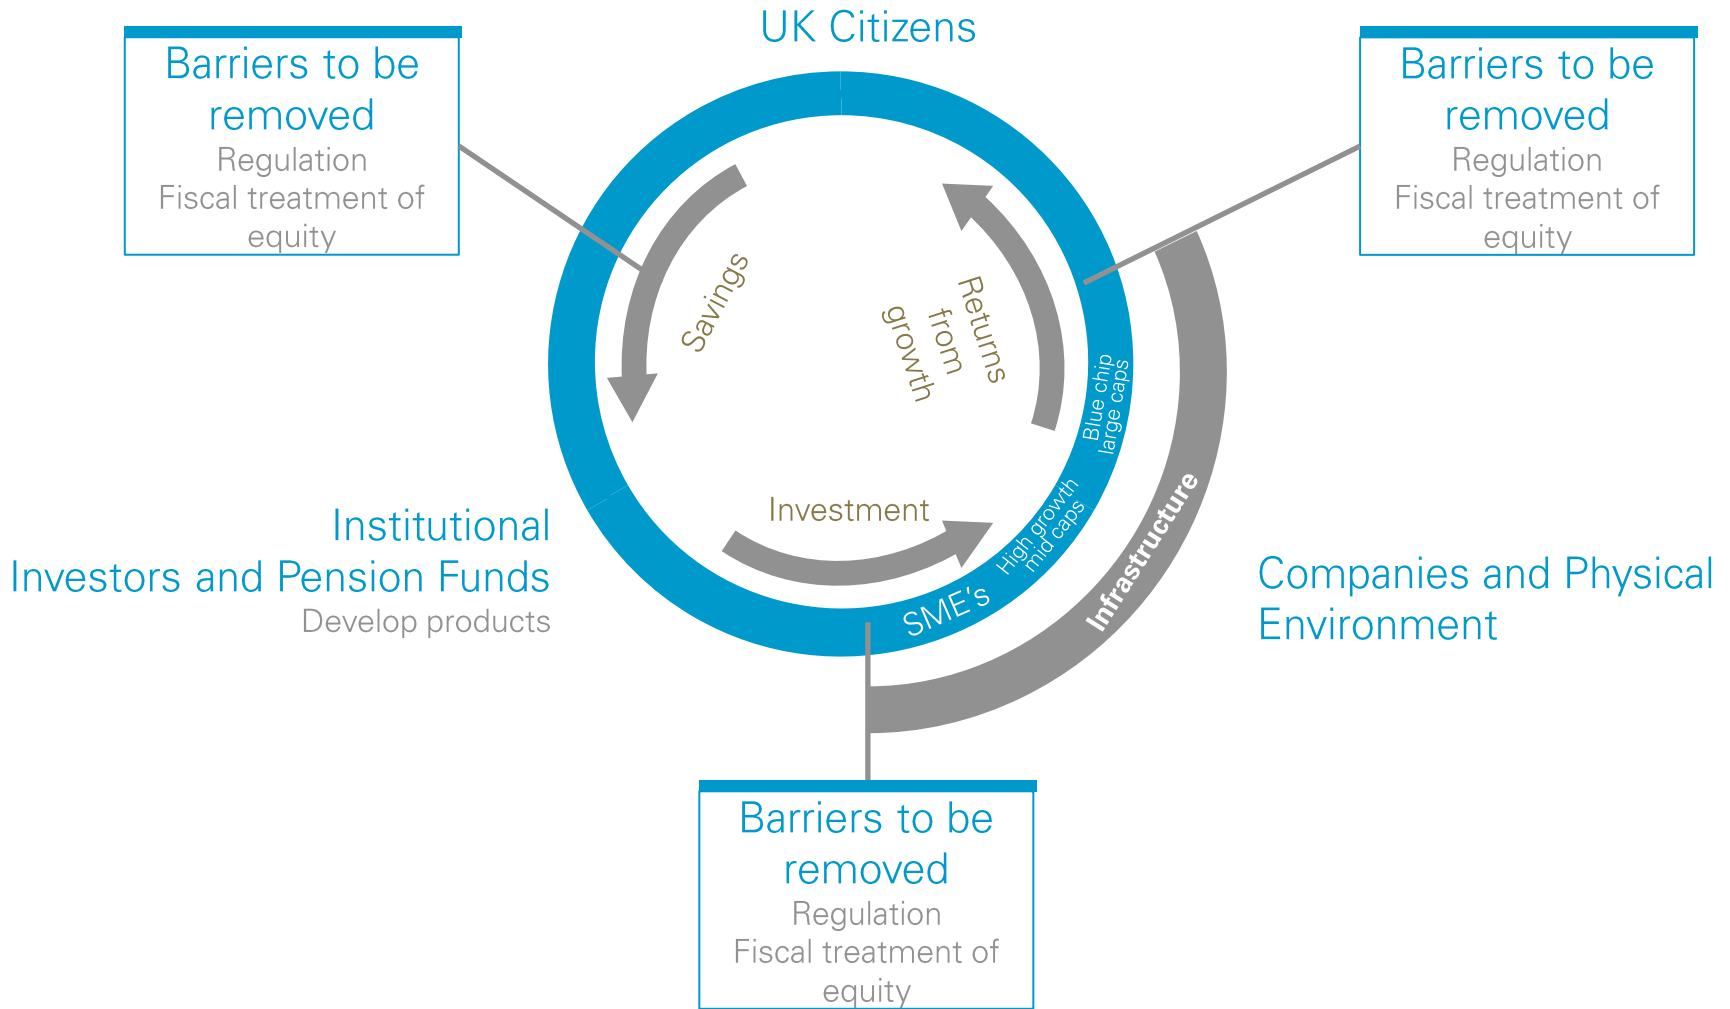 UK Citizens
Barriers to be
removed
Regulation
Fiscal treatment of
equity
Barriers to be
removed
Regulation
Fiscal treatment of
equity
Savings
Returns
from
growth
Investment
Blue chip
large caps
High growth
mid caps
SME's
Infrastructure
Institutional
Investors and Pension Funds
Develop products
Companies and Physical
Environment
Barriers to be
removed
Regulation
Fiscal treatment of
equity